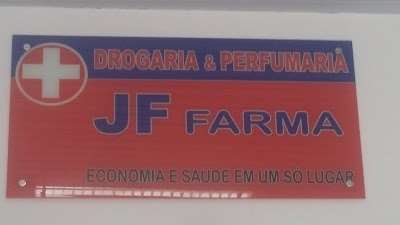 DROGARIA & PERFUMARIA
JF FARMA
ECONOMIA E SAÚDE EM UM SÓ LUGAR